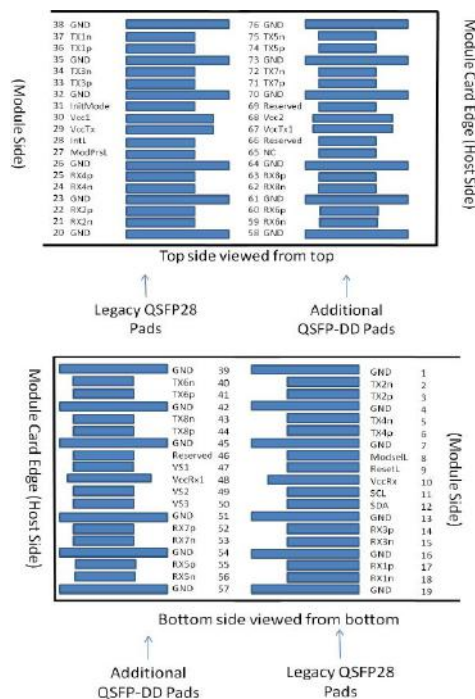 38 GND
37 TX1n
36 TX1p
35 GND
34 TX3n
33 TX3p
32 GND
31 InitMode
30 Vcc1
29 VccTx
28 IntL
27 ModPrsL
26 GND
25 RX4p
24 RX4n
23 GND
22 RX2p
21 RX2n
20 GND
76 GND
75 TX5n
74 TX5p
73 GND
72 TX7n
71 TX7p
70 GND
69 Reserved
68 Vcc2
67 VccTx1
66 Reserved
65 NC
64 GND
63 RX8p
62 RX8n
61 GND
60 RX6p
59 RX6n
58 GND
(Module Side)
Module Card Edge (Host Side)
Top side viewed from top
Legacy QSFP28
Pads
Additional
QSFP-DD Pads
Module Card Edge (Host Side)
GND 39
TX6n 40
TX6p 41
GND 42
TX8n 43
TX8p 44
GND 45
Reserved 46
VS1 47
VccRx1 48
VS2 49
VS3 50
GND 51
RX7p 52
RX7n 53
GND 54
RX5p 55
RX5n 56
GND 57
GND 1
TX2n 2
TX2p 3
GND 4
TX4n 5
TX4p 6
GND 7
ModselL 8
ResetL 9
VccRx 10
SCL 11
SDA 12
GND 13
RX3p 14
RX3n 15
GND 16
RX1p 17
RX1n 18
GND 19
(Module Side)
Bottom side viewed from bottom
Additional
QSFP-DD Pads
Legacy QSFP28
Pads